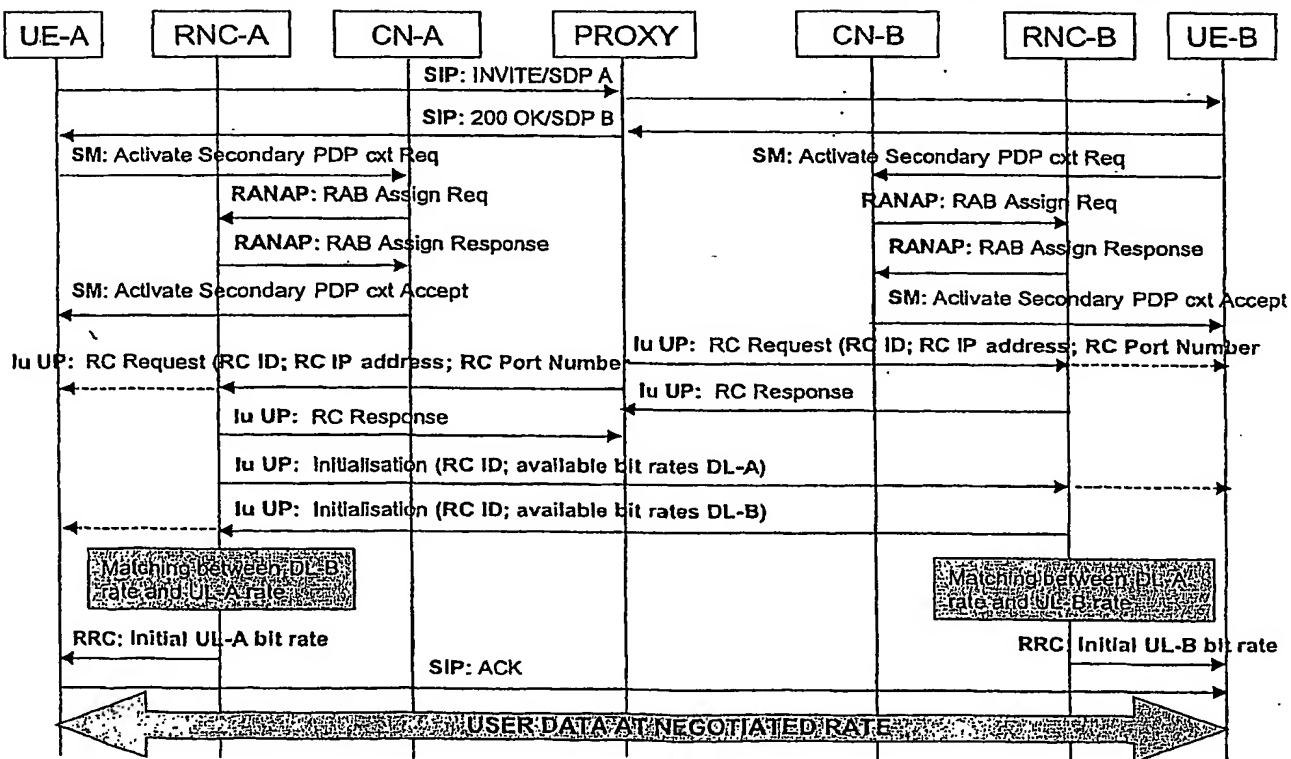 UE-A RNC-A CN-A PROXY CN-B RNC-B UE-B
SIP: INVITE/SDP A
SIP: 200 OK/SDP B
SM: Activate Secondary PDP cxt Req
SM: Activate Secondary PDP cxt Req
RANAP: RAB Assign Req
RANAP: RAB Assign Req
RANAP: RAB Assign Response
RANAP: RAB Assign Response
SM: Activate Secondary PDP cxt Accept
SM: Activate Secondary PDP cxt Accept
Iu UP: RC Request (RC ID; RC IP address; RC Port Number
Iu UP: RC Request (RC ID; RC IP address; RC Port Numbe
Iu UP: RC Response
Iu UP: RC Response
Iu UP: Initialisation (RC ID; available bit rates DL-A)
Iu UP: Initialisation (RC ID; available bit rates DL-B)
Matching between DL-B
rate and UL-A rate
Matching between DL-A
rate and UL-B rate
RRC: Initial UL-A bit rate
RRC: Initial UL-B bit rate
SIP: ACK
USER DATA AT NEGOTIATED RATE